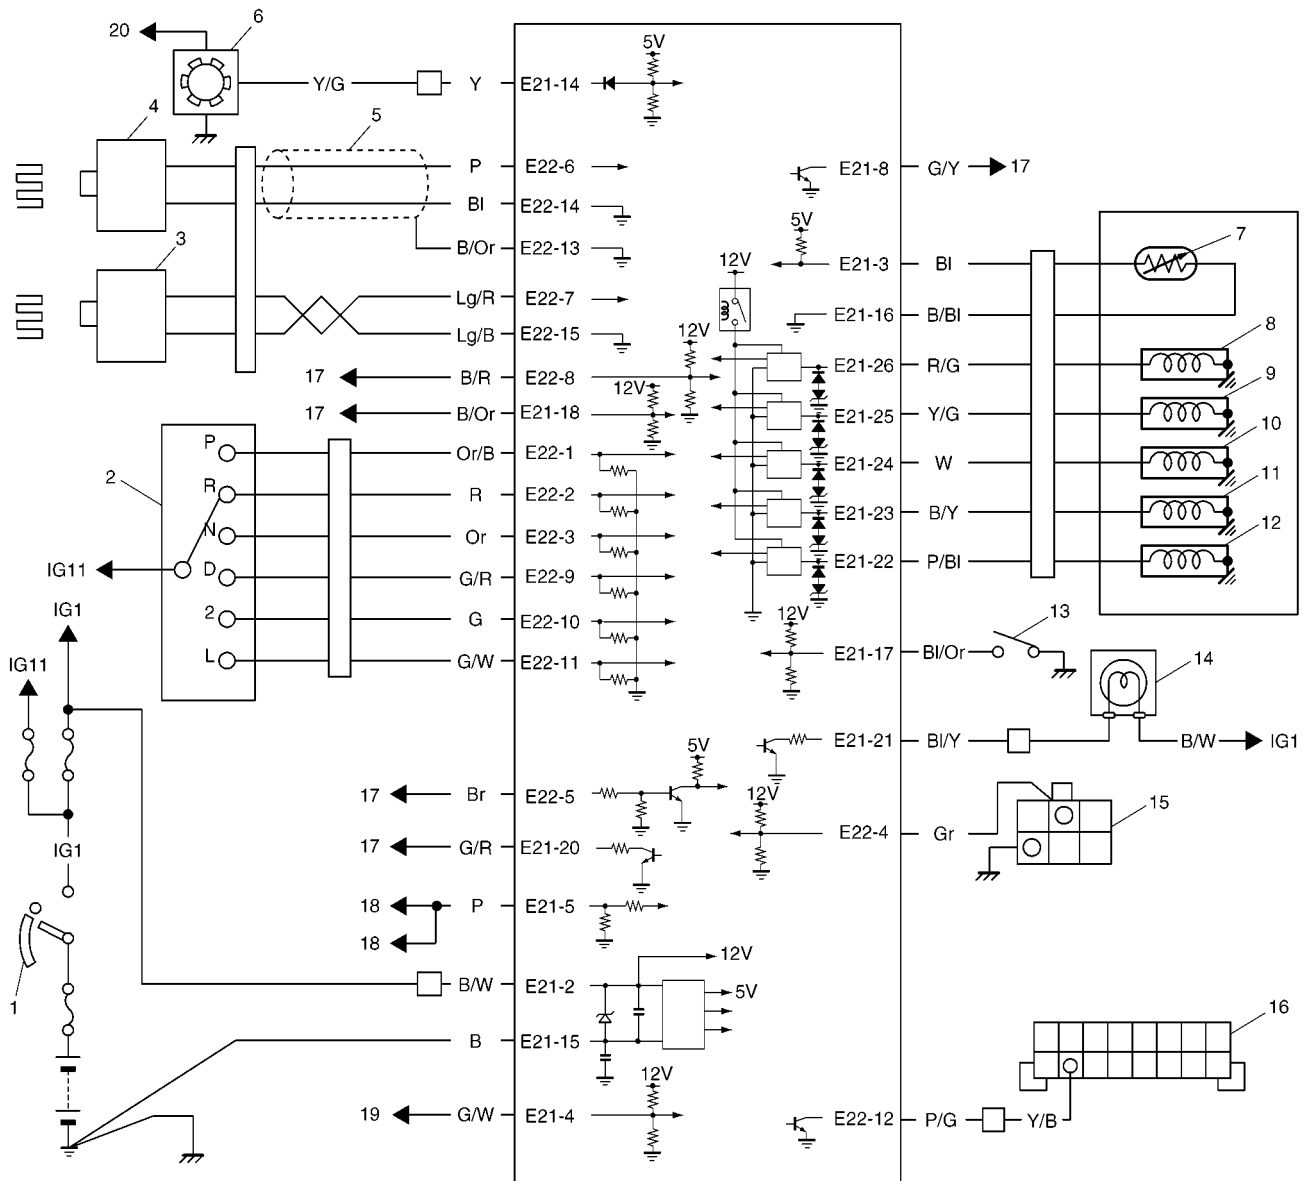 20
6
5V
Y/G
Y
E21-14
4
5
P
E22-6
E21-8
G/Y
17
Bl
E22-14
5V
7
3
B/Or
E22-13
12V
E21-3
Bl
Lg/R
E22-7
E21-16
B/Bl
8
Lg/B
E22-15
12V
17
B/R
E22-8
E21-26
R/G
9
12V
17
B/Or
E21-18
E21-25
Y/G
10
P
Or/B
E22-1
E21-24
W
11
2
R
R
E22-2
E21-23
B/Y
12
N
Or
E22-3
E21-22
P/Bl
IG11
D
G/R
E22-9
IG1
2
G
E22-10
12V
13
IG11
L
G/W
E22-11
E21-17
Bl/Or
14
E21-21
Bl/Y
B/W
IG1
5V
17
Br
E22-5
12V
15
E22-4
Gr
IG1
17
G/R
E21-20
18
P
E21-5
18
12V
1
B/W
E21-2
5V
16
B
E21-15
12V
19
G/W
E21-4
E22-12
P/G
Y/B